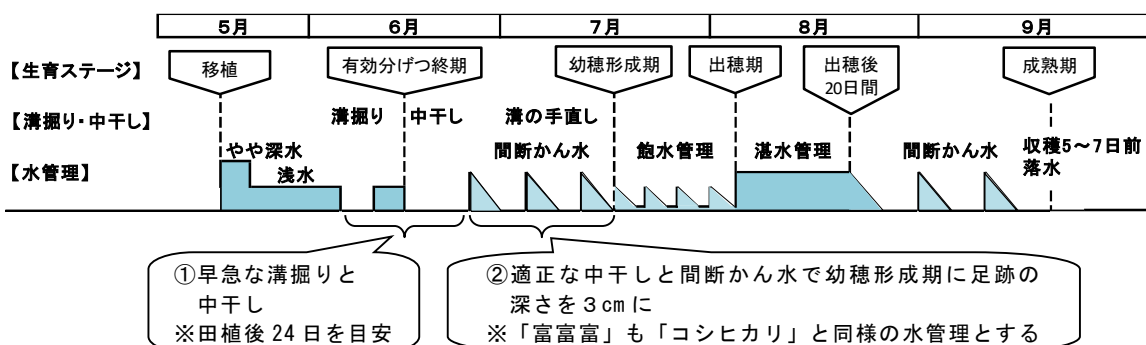 5月 6月 7月 8月 9月
【生育ステージ】 移植 有効分げつ終期 幼穂形成期 出穂期 出穂後 成熟期
20日間
【溝掘り・中干し】 溝掘り 中干し 溝の手直し
【水管理】 やや深水 浅水 間断かん水 飽水管理 湛水管理 間断かん水 収穫5～7日前
落水
①早急な溝掘りと
中干し
※田植後24日を目安
②適正な中干しと間断かん水で幼穂形成期に足跡の
深さを3cmに
※「富富富」も「コシヒカリ」と同様の水管理とする